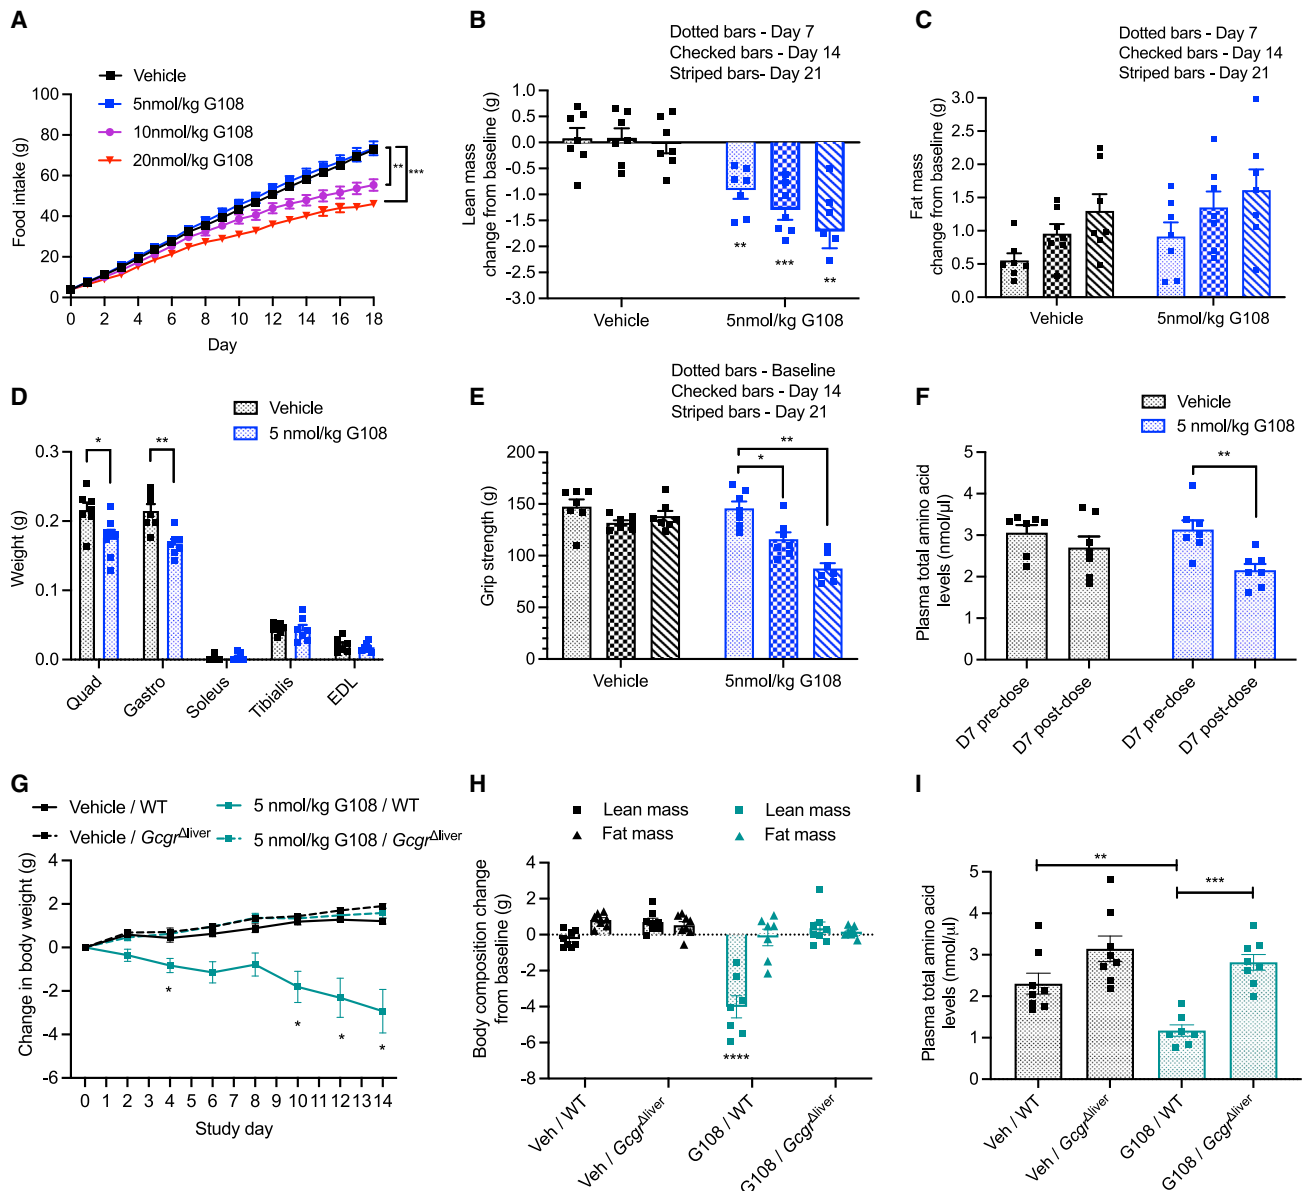 A
Vehicle
5nmol/kg G108
10nmol/kg G108
20nmol/kg G108
Food intake (g)
100
80
60
40
20
0
** ***
0 2 4 6 8 10 12 14 16 18
Day
B
Dotted bars - Day 7
Checked bars - Day 14
Striped bars- Day 21
Lean mass
change from baseline (g)
1.0
0.5
0.0
-0.5
-1.0
-1.5
-2.0
-2.5
-3.0
** *** **
Vehicle 5nmol/kg G108
C
Dotted bars - Day 7
Checked bars - Day 14
Striped bars- Day 21
Fat mass
change from baseline (g)
3.0
2.5
2.0
1.5
1.0
0.5
0.0
Vehicle 5nmol/kg G108
D
Vehicle
5 nmol/kg G108
Weight (g)
0.3
0.2
0.1
0.0
* **
Quad Gastro Soleus Tibialis EDL
E
Dotted bars - Baseline
Checked bars - Day 14
Striped bars- Day 21
Grip strength (g)
200
150
100
50
0
* **
Vehicle 5nmol/kg G108
F
Vehicle
5 nmol/kg G108
Plasma total amino acid
levels (nmol/µl)
5
4
3
2
1
0
**
D7 pre-dose D7 post-dose D7 pre-dose D7 post-dose
G
Vehicle / WT
Vehicle / GcgrΔliver
5 nmol/kg G108 / WT
5 nmol/kg G108 / GcgrΔliver
Change in body weight (g)
4
2
0
-2
-4
-6
* * * *
0 1 2 3 4 5 6 7 8 9 10 11 12 13 14
Study day
H
Lean mass
Fat mass
Lean mass
Fat mass
Body composition change
from baseline (g)
4
2
0
-2
-4
-6
-8
****
Veh / WT Veh / GcgrΔliver G108 / WT G108 / GcgrΔliver
I
Plasma total amino acid
levels (nmol/µl)
5
4
3
2
1
0
** ***
Veh / WT Veh / GcgrΔliver G108 / WT G108 / GcgrΔliver